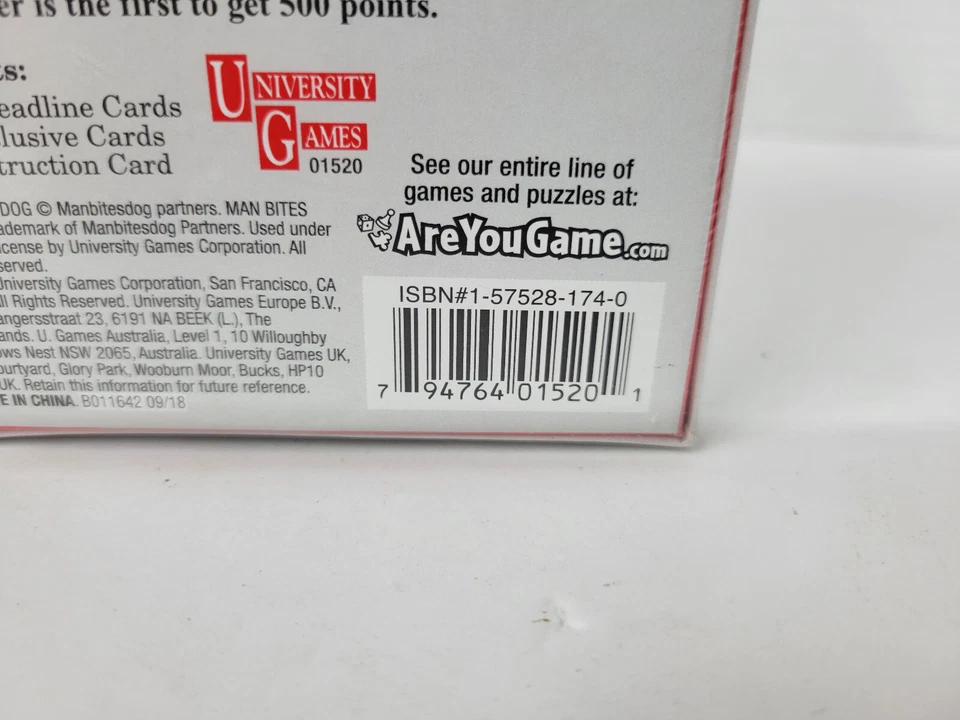 er is the first to get 500 points.
ts:
eadline Cards
lusive Cards
truction Card
UNIVERSITY
GAMES
01520
See our entire line of
games and puzzles at:
AreYouGame.com
DOG © Manbitesdog partners. MAN BITES
ademark of Manbitesdog Partners. Used under
icense by University Games Corporation. All
served.
University Games Corporation, San Francisco, CA
ll Rights Reserved. University Games Europe B.V.,
angersstraat 23, 6191 NA BEEK (L.), The
ands. U. Games Australia, Level 1, 10 Willoughby
ows Nest NSW 2065, Australia. University Games UK,
ourtyard, Glory Park, Wooburn Moor, Bucks, HP10
UK. Retain this information for future reference.
E IN CHINA. B011642 09/18
ISBN#1-57528-174-0
7 94764 01520 1